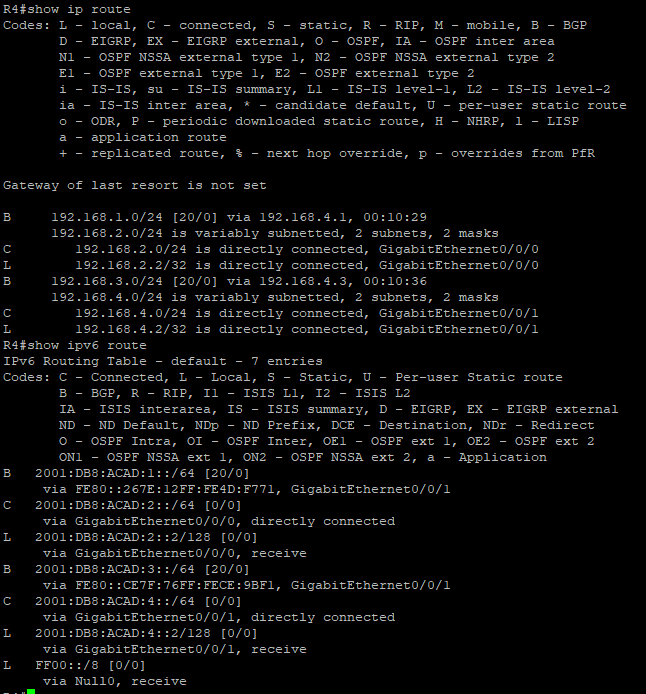 R4#show ip route
Codes: L - local, C - connected, S - static, R - RIP, M - mobile, B - BGP
       D - EIGRP, EX - EIGRP external, O - OSPF, IA - OSPF inter area
       N1 - OSPF NSSA external type 1, N2 - OSPF NSSA external type 2
       E1 - OSPF external type 1, E2 - OSPF external type 2
       i - IS-IS, su - IS-IS summary, L1 - IS-IS level-1, L2 - IS-IS level-2
       ia - IS-IS inter area, * - candidate default, U - per-user static route
       o - ODR, P - periodic downloaded static route, H - NHRP, l - LISP
       a - application route
       + - replicated route, % - next hop override, p - overrides from PfR
Gateway of last resort is not set
B     192.168.1.0/24 [20/0] via 192.168.4.1, 00:10:29
      192.168.2.0/24 is variably subnetted, 2 subnets, 2 masks
C        192.168.2.0/24 is directly connected, GigabitEthernet0/0/0
L        192.168.2.2/32 is directly connected, GigabitEthernet0/0/0
B     192.168.3.0/24 [20/0] via 192.168.4.3, 00:10:36
      192.168.4.0/24 is variably subnetted, 2 subnets, 2 masks
C        192.168.4.0/24 is directly connected, GigabitEthernet0/0/1
L        192.168.4.2/32 is directly connected, GigabitEthernet0/0/1
R4#show ipv6 route
IPv6 Routing Table - default - 7 entries
Codes: C - Connected, L - Local, S - Static, U - Per-user Static route
       B - BGP, R - RIP, I1 - ISIS L1, I2 - ISIS L2
       IA - ISIS interarea, IS - ISIS summary, D - EIGRP, EX - EIGRP external
       ND - ND Default, NDp - ND Prefix, DCE - Destination, NDr - Redirect
       O - OSPF Intra, OI - OSPF Inter, OE1 - OSPF ext 1, OE2 - OSPF ext 2
       ON1 - OSPF NSSA ext 1, ON2 - OSPF NSSA ext 2, a - Application
B   2001:DB8:ACAD:1::/64 [20/0]
     via FE80::267E:12FF:FE4D:F771, GigabitEthernet0/0/1
C   2001:DB8:ACAD:2::/64 [0/0]
     via GigabitEthernet0/0/0, directly connected
L   2001:DB8:ACAD:2::2/128 [0/0]
     via GigabitEthernet0/0/0, receive
B   2001:DB8:ACAD:3::/64 [20/0]
     via FE80::CE7F:76FF:FECE:9BF1, GigabitEthernet0/0/1
C   2001:DB8:ACAD:4::/64 [0/0]
     via GigabitEthernet0/0/1, directly connected
L   2001:DB8:ACAD:4::2/128 [0/0]
     via GigabitEthernet0/0/1, receive
L   FF00::/8 [0/0]
     via Null0, receive
R4#